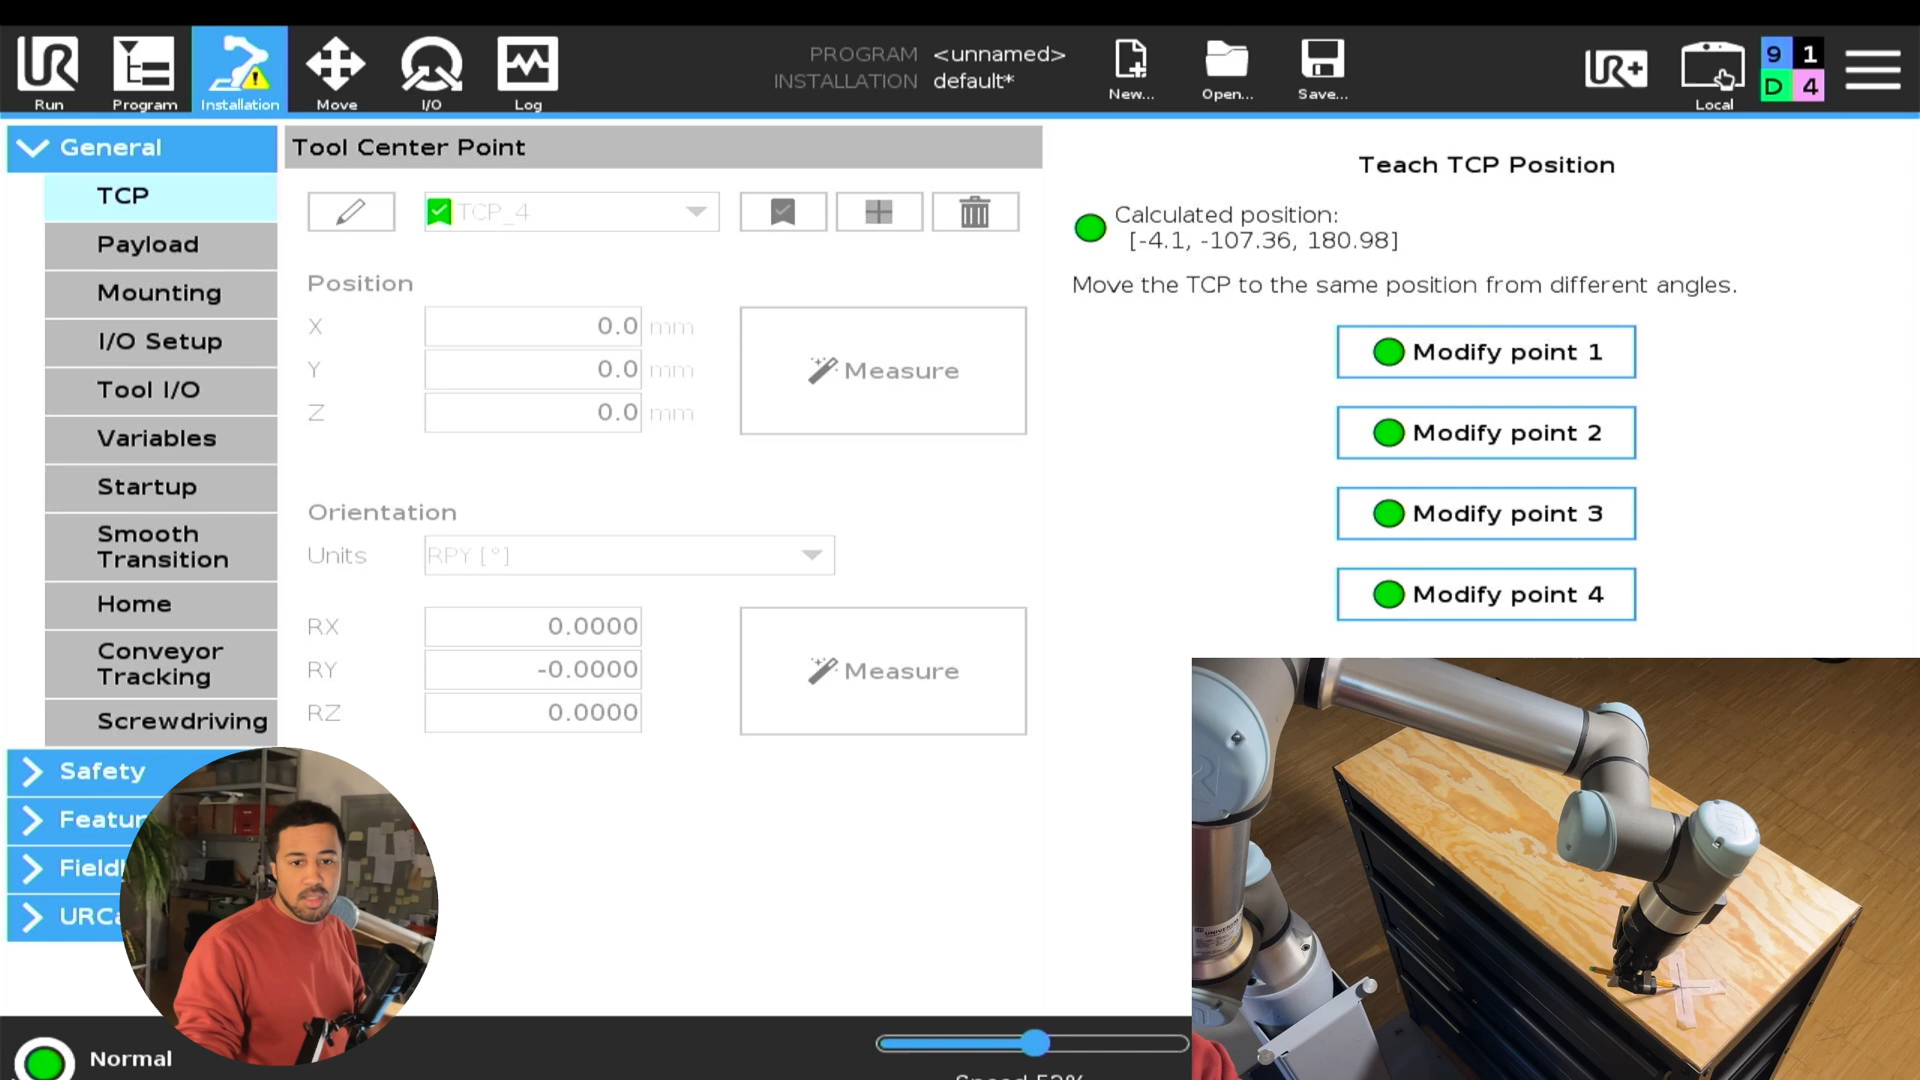 Run
Program
Installation
Move
I/O
Log
PROGRAM <unnamed>
INSTALLATION default*
New...
Open...
Save...
UR+
Local
9 1
D 4
General
TCP
Payload
Mounting
I/O Setup
Tool I/O
Variables
Startup
Smooth
Transition
Home
Conveyor
Tracking
Screwdriving
Safety
Featur
Field
URCa
Tool Center Point
TCP_4
Position
X 0.0 mm
Y 0.0 mm
Z 0.0 mm
Measure
Orientation
Units RPY [°]
RX 0.0000
RY -0.0000
RZ 0.0000
Measure
Teach TCP Position
Calculated position:
[-4.1, -107.36, 180.98]
Move the TCP to the same position from different angles.
Modify point 1
Modify point 2
Modify point 3
Modify point 4
Normal
Speed 52%